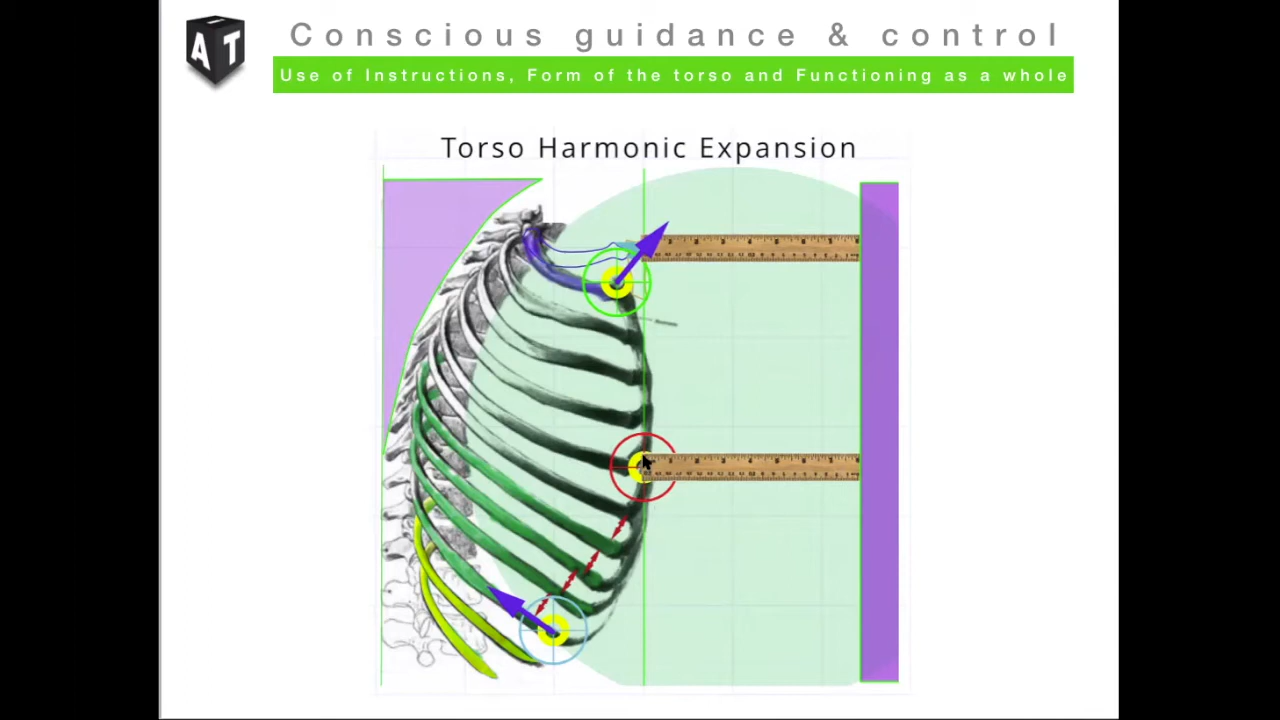 AT
Conscious guidance & control
Use of Instructions, Form of the torso and Functioning as a whole
Torso Harmonic Expansion